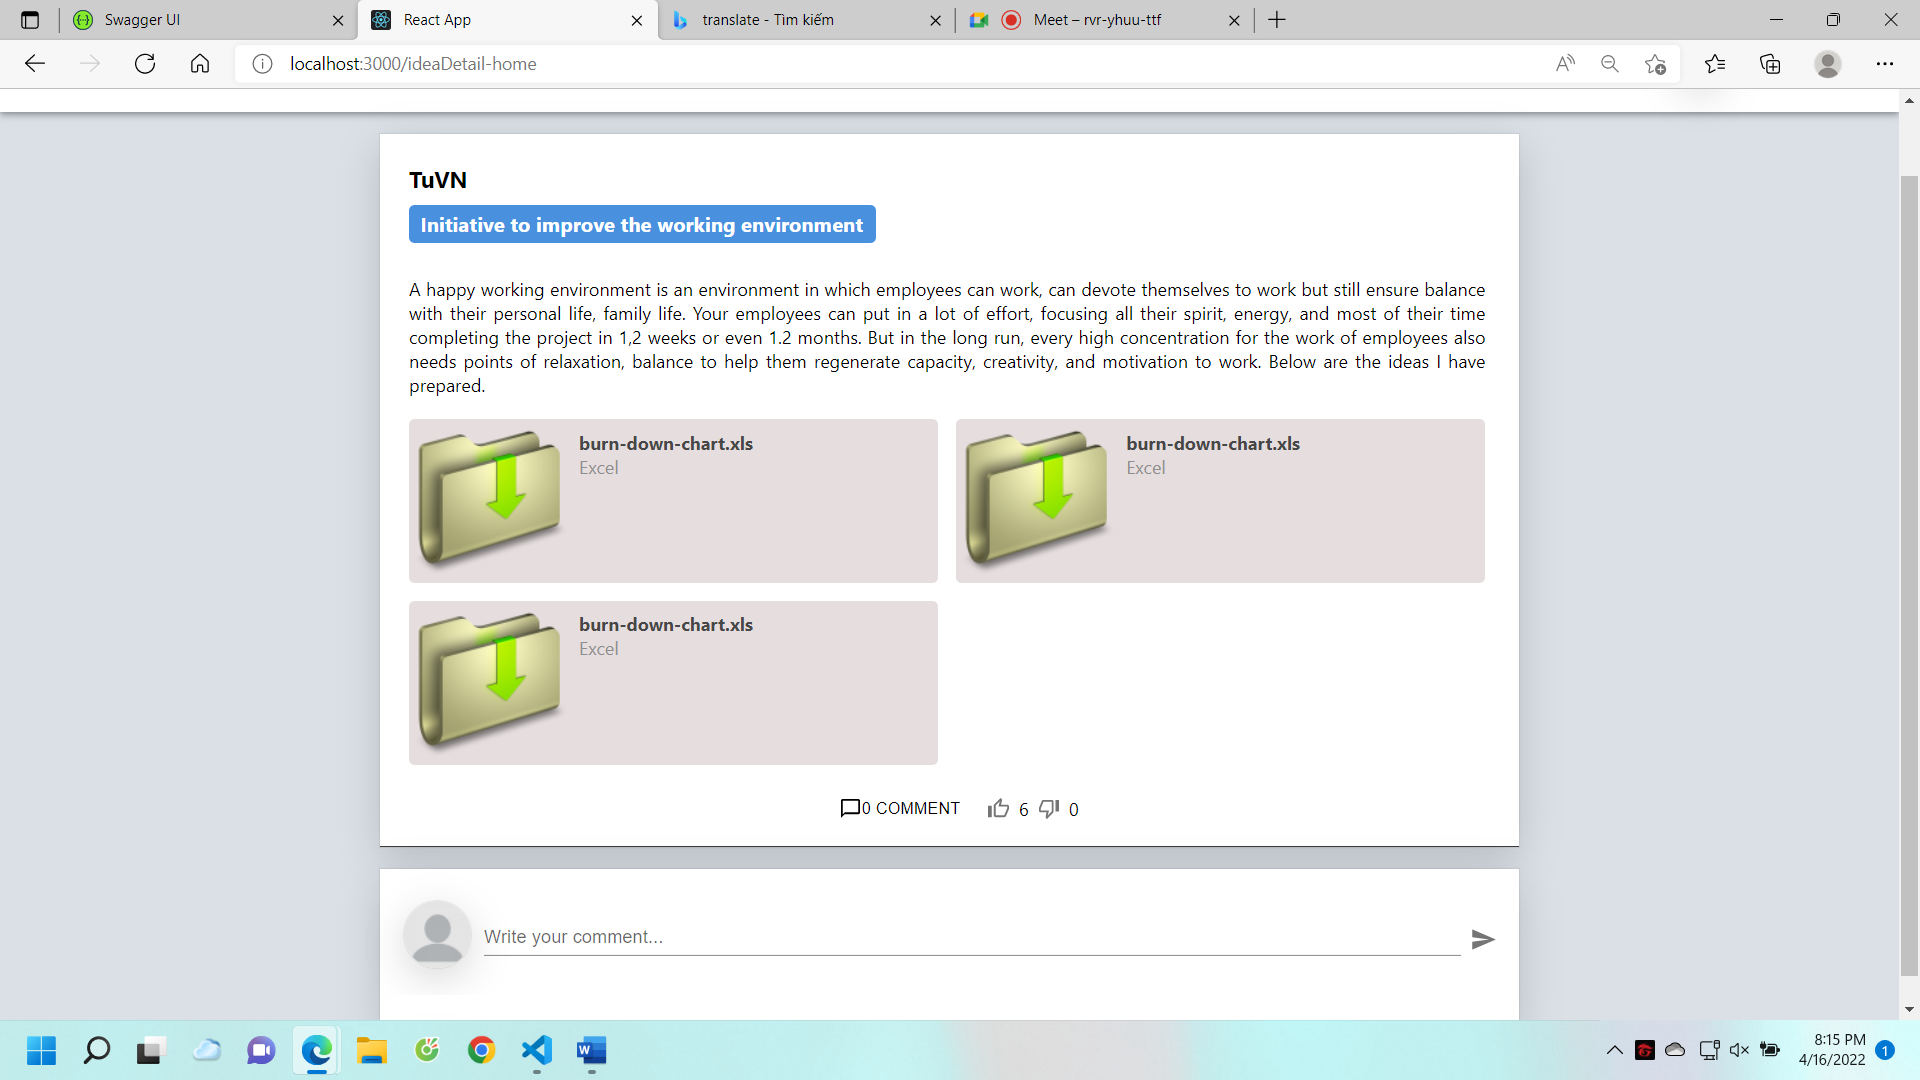 Swagger UI
React App
translate - Tìm kiếm
Meet – rvr-yhuu-ttf
localhost:3000/ideaDetail-home
TuVN
Initiative to improve the working environment
A happy working environment is an environment in which employees can work, can devote themselves to work but still ensure balance
with their personal life, family life. Your employees can put in a lot of effort, focusing all their spirit, energy, and most of their time
completing the project in 1,2 weeks or even 1.2 months. But in the long run, every high concentration for the work of employees also
needs points of relaxation, balance to help them regenerate capacity, creativity, and motivation to work. Below are the ideas I have
prepared.
burn-down-chart.xls
Excel
burn-down-chart.xls
Excel
burn-down-chart.xls
Excel
0 COMMENT 6 0
Write your comment...
8:15 PM
4/16/2022
1